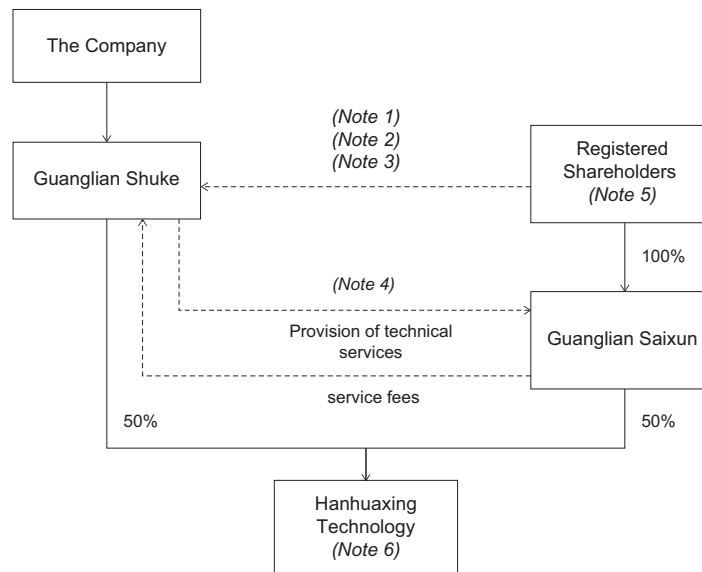 The Company
(Note 1)
(Note 2)
(Note 3)
Guanglian Shuke
Registered
Shareholders
(Note 5)
100%
(Note 4)
Provision of technical
services
Guanglian Saixun
service fees
50%
50%
Hanhuaxing
Technology
(Note 6)